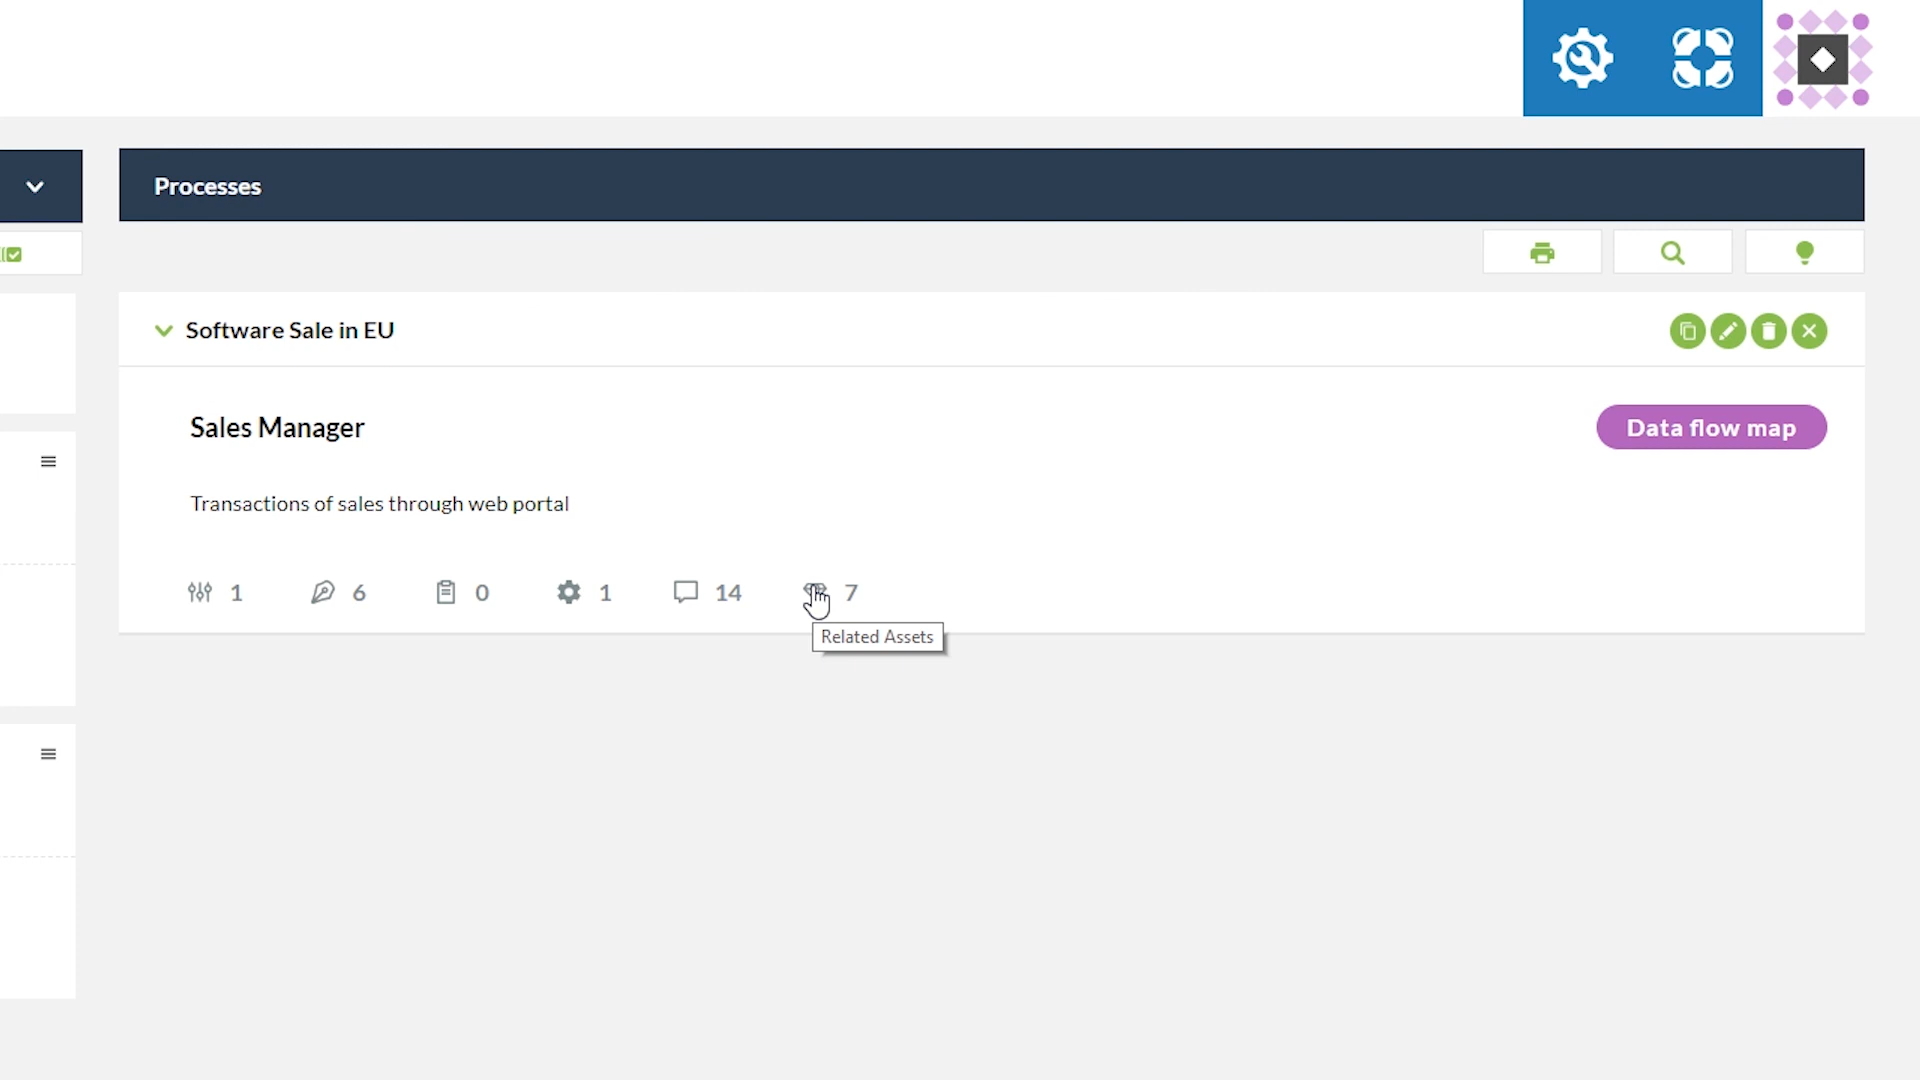 Processes
Software Sale in EU
Sales Manager
Data flow map
Transactions of sales through web portal
1 6 0 1 14 7
Related Assets